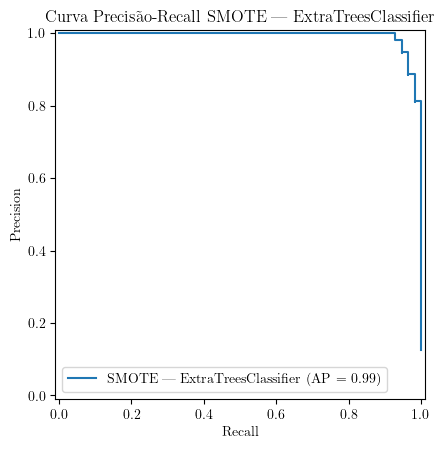 Curva Precisão-Recall SMOTE — ExtraTreesClassifier
1.0
0.8
0.6
0.4
0.2
0.0
Precision
SMOTE — ExtraTreesClassifier (AP = 0.99)
0.0 0.2 0.4 0.6 0.8 1.0
Recall